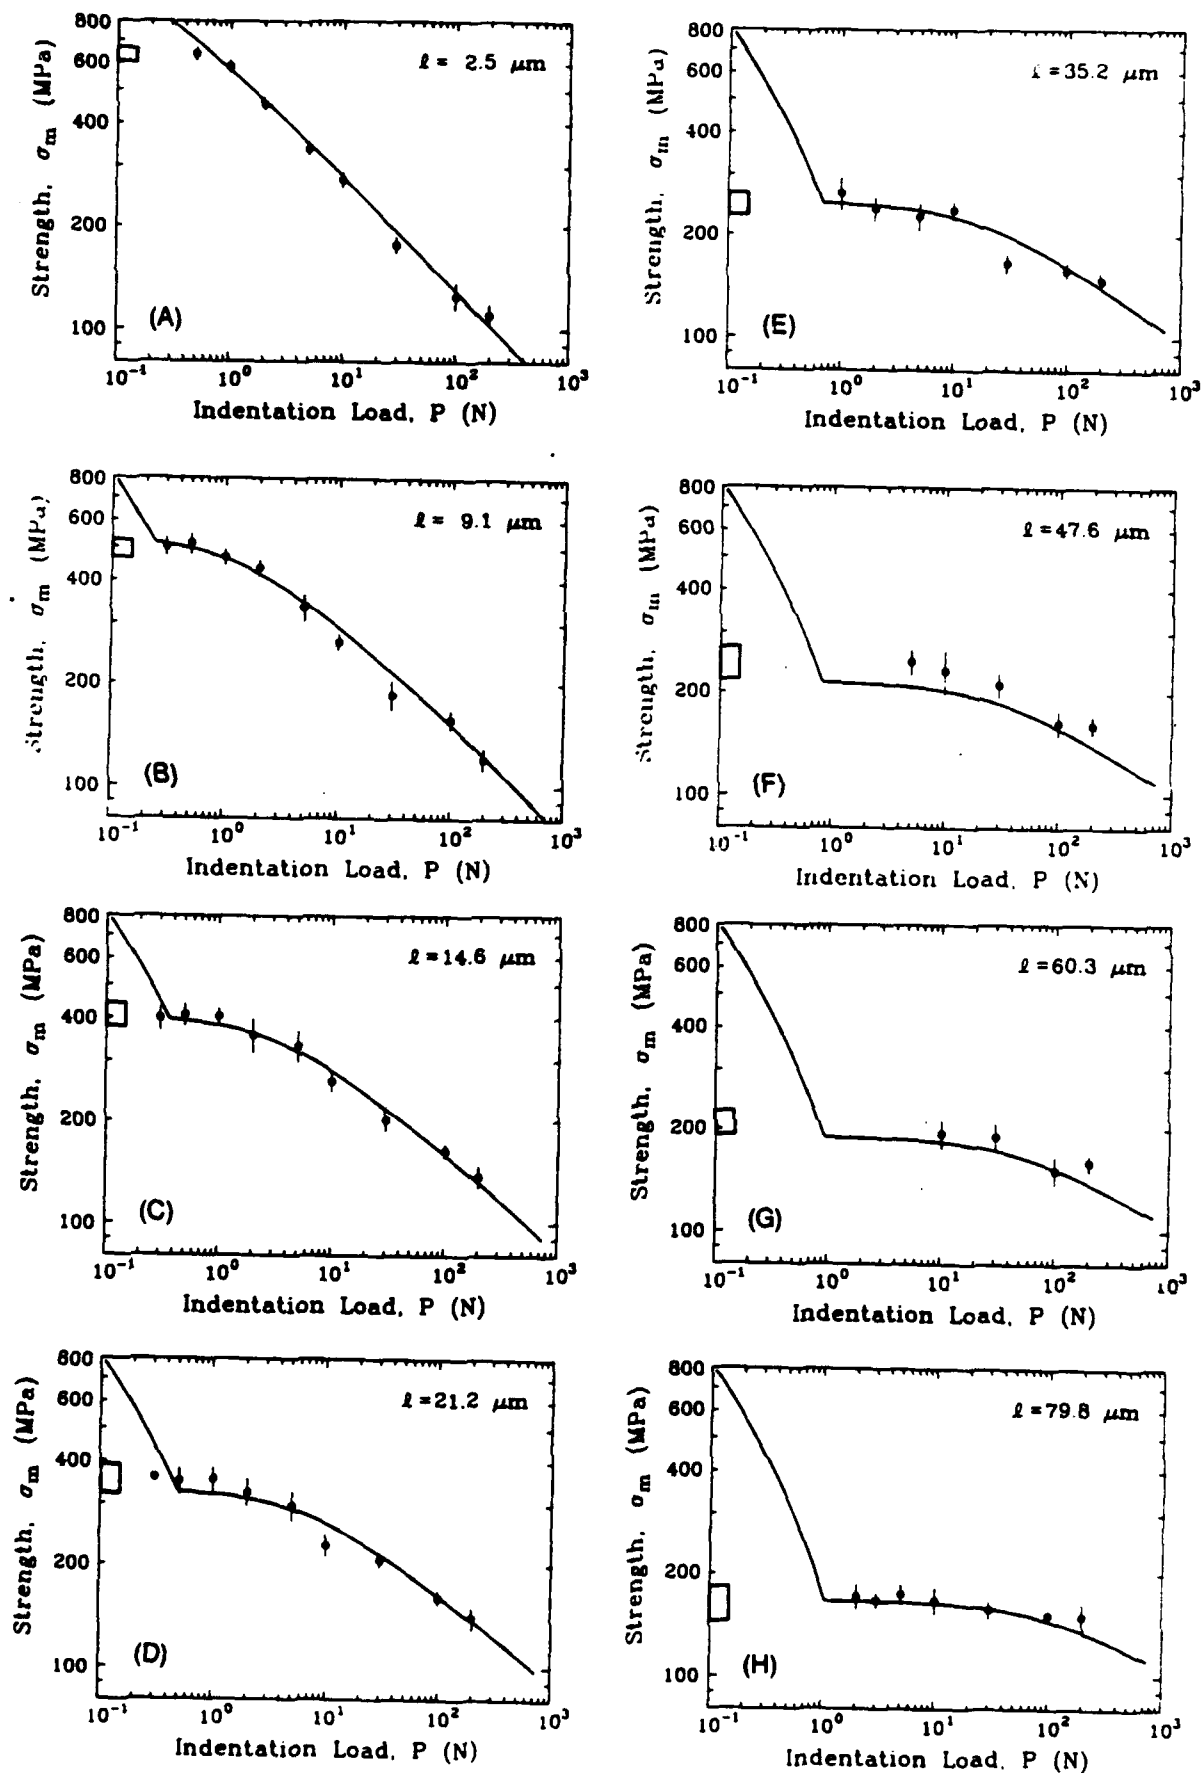 800
600
400
200
100
Strength, σm (MPa)
ℓ = 2.5 μm
(A)
10⁻¹ 10⁰ 10¹ 10² 10³
Indentation Load, P (N)
800
600
400
200
100
Strength, σm (MPa)
ℓ = 9.1 μm
(B)
10⁻¹ 10⁰ 10¹ 10² 10³
Indentation Load, P (N)
800
600
400
200
100
Strength, σm (MPa)
ℓ =14.6 μm
(C)
10⁻¹ 10⁰ 10¹ 10² 10³
Indentation Load, P (N)
800
600
400
200
100
Strength, σm (MPa)
ℓ =21.2 μm
(D)
10⁻¹ 10⁰ 10¹ 10² 10³
Indentation Load, P (N)
800
600
400
200
100
Strength, σm (MPa)
ℓ =35.2 μm
(E)
10⁻¹ 10⁰ 10¹ 10² 10³
Indentation Load, P (N)
800
600
400
200
100
Strength, σm (MPa)
ℓ =47.6 μm
(F)
10⁻¹ 10⁰ 10¹ 10² 10³
Indentation Load, P (N)
800
600
400
200
100
Strength, σm (MPa)
ℓ =60.3 μm
(G)
10⁻¹ 10⁰ 10¹ 10² 10³
Indentation Load, P (N)
800
600
400
200
100
Strength, σm (MPa)
ℓ =79.8 μm
(H)
10⁻¹ 10⁰ 10¹ 10² 10³
Indentation Load, P (N)